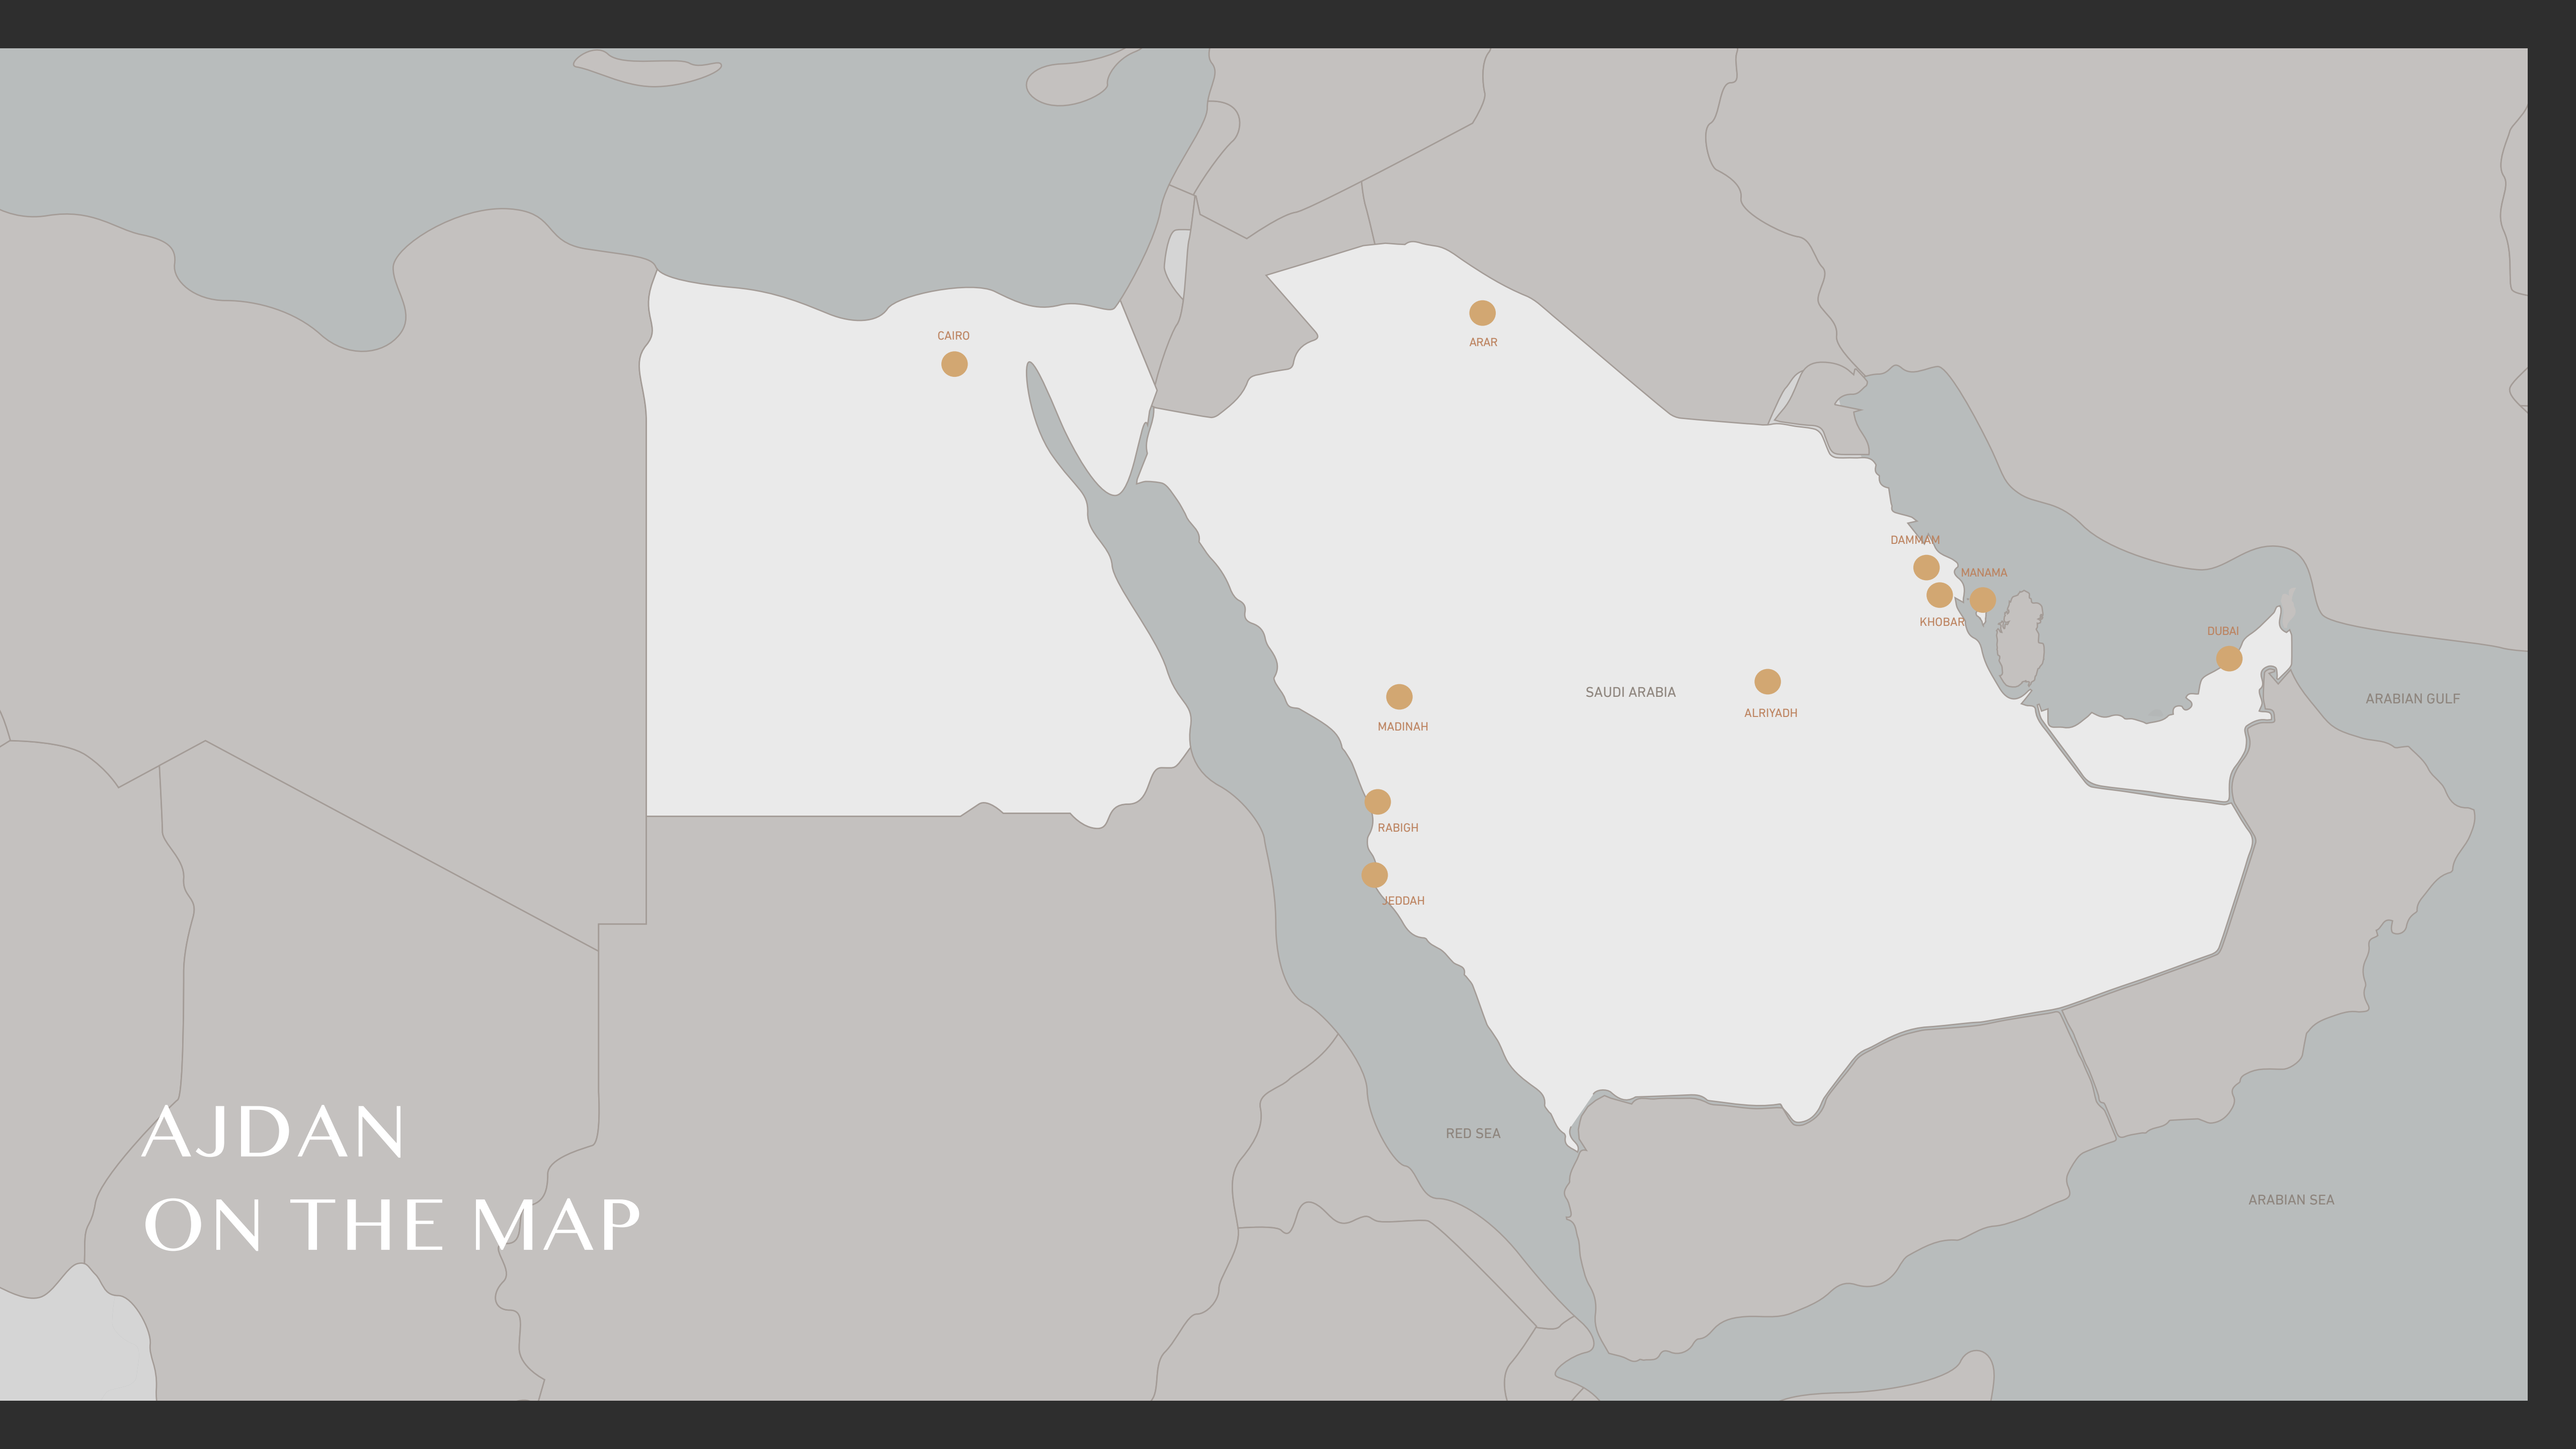 CAIRO
ARAR
DAMMAM
MANAMA
KHOBAR
DUBAI
SAUDI ARABIA
ALRIYADH
ARABIAN GULF
MADINAH
RABIGH
JEDDAH
RED SEA
ARABIAN SEA
AJDAN
ON THE MAP